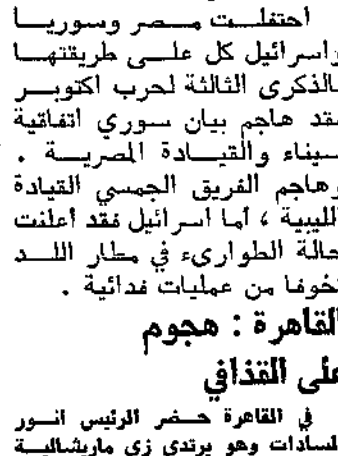 احتفلت مصر وسوريا
واسرائيل كل على طريقتها
بالذكرى الثالثة لحرب اكتوبر
فقد هاجم بيان سوري اتفاقية
سيناء والقيادة المصرية .
وهاجم الفريق الجمسي القيادة
الليبية ، أما اسرائيل فقد أعلنت
حالة الطوارىء في مطار اللد
تخوفا من عمليات فدائية .
القاهرة : هجوم
على القذافي
في القاهرة حضر الرئيس انور
السادات وهو يرتدي زي ماريشالية